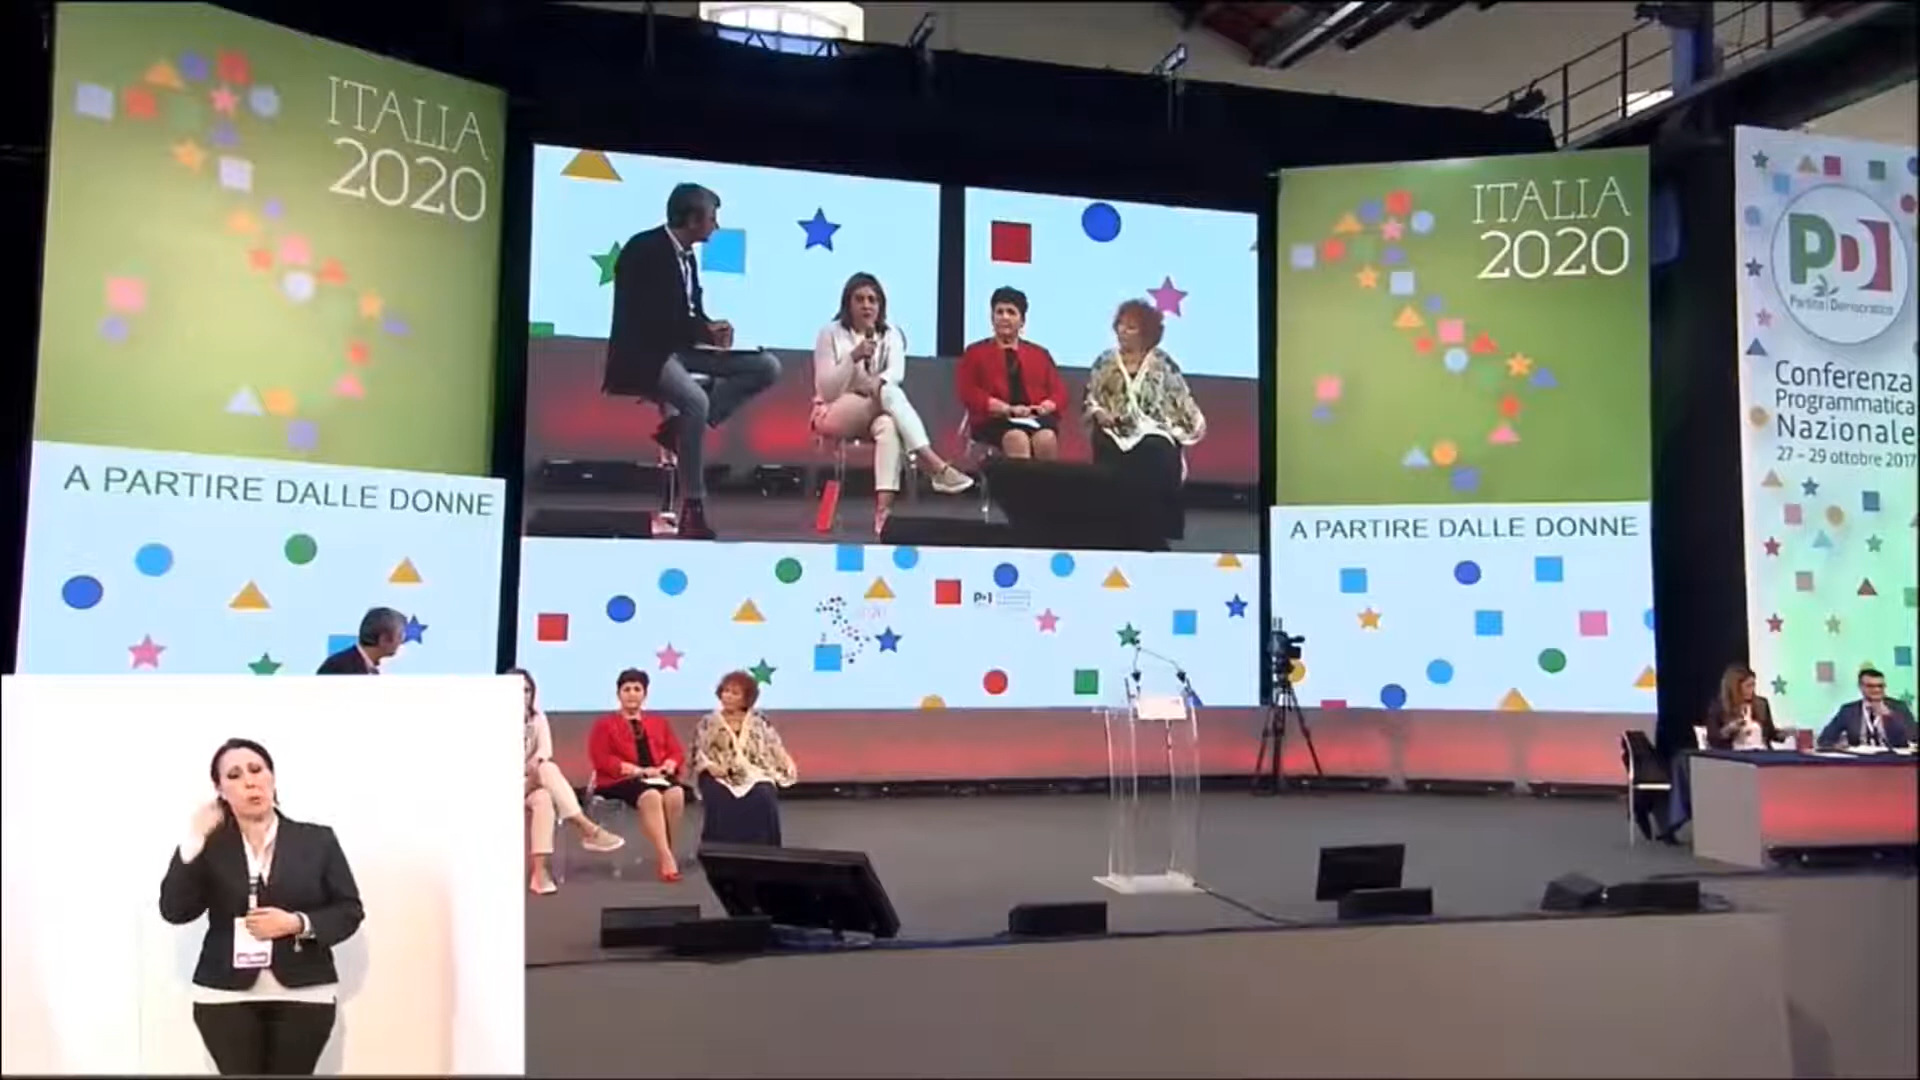 ITALIA
2020
A PARTIRE DALLE DONNE
ITALIA
2020
A PARTIRE DALLE DONNE
PD
Partito Democratico
Conferenza
Programmatica
Nazionale
27 - 29 ottobre 2017
PD